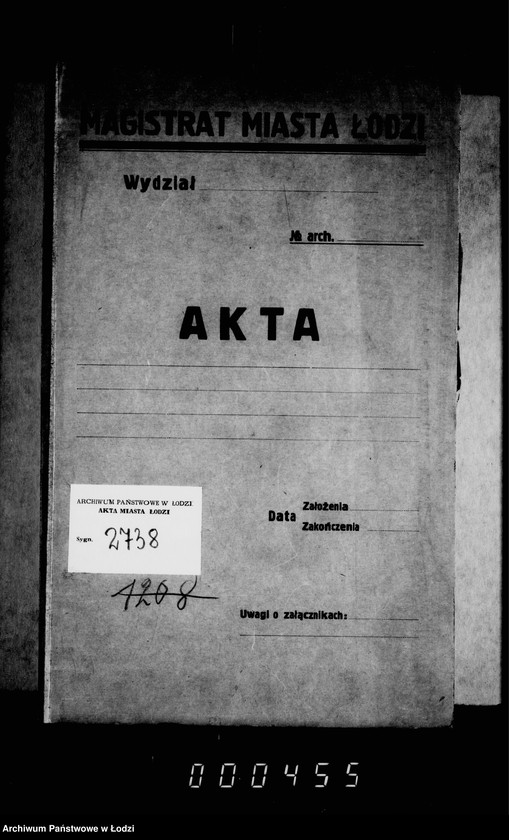 MAGISTRAT MIASTA ŁODZI
Wydział
№ arch.
AKTA
ARCHIWUM PAŃSTWOWE W ŁODZI
AKTA MIASTA ŁODZI
Sygn. 2738
1208
Data
Założenia
Zakończenia
Uwagi o załącznikach:
000455
Archiwum Państwowe w Łodzi